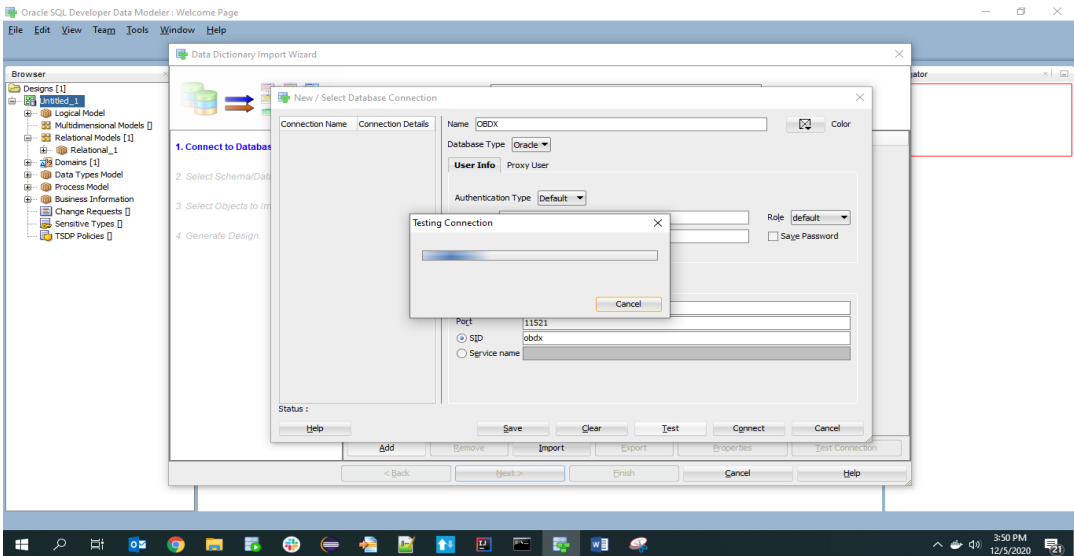 Oracle SQL Developer Data Modeler : Welcome Page
File Edit View Team Tools Window Help
Data Dictionary Import Wizard
Browser
Designs [1]
Untitled_1
Logical Model
Multidimensional Models []
Relational Models [1]
Relational_1
Domains [1]
Data Types Model
Process Model
Business Information
Change Requests []
Sensitive Types []
TSDP Policies []
1. Connect to Databas
2. Select Schema/Data
3. Select Objects to Im
4. Generate Design.
New / Select Database Connection
Connection Name Connection Details
Name OBDX
Color
Database Type Oracle
User Info Proxy User
Authentication Type Default
Role default
Save Password
Testing Connection
Cancel
Port 11521
SID obdx
Service name
Status :
Help Save Clear Test Connect Cancel
Add Remove Import Export Properties Test Connection
< Back Next > Finish Cancel Help
ator
3:50 PM
12/5/2020